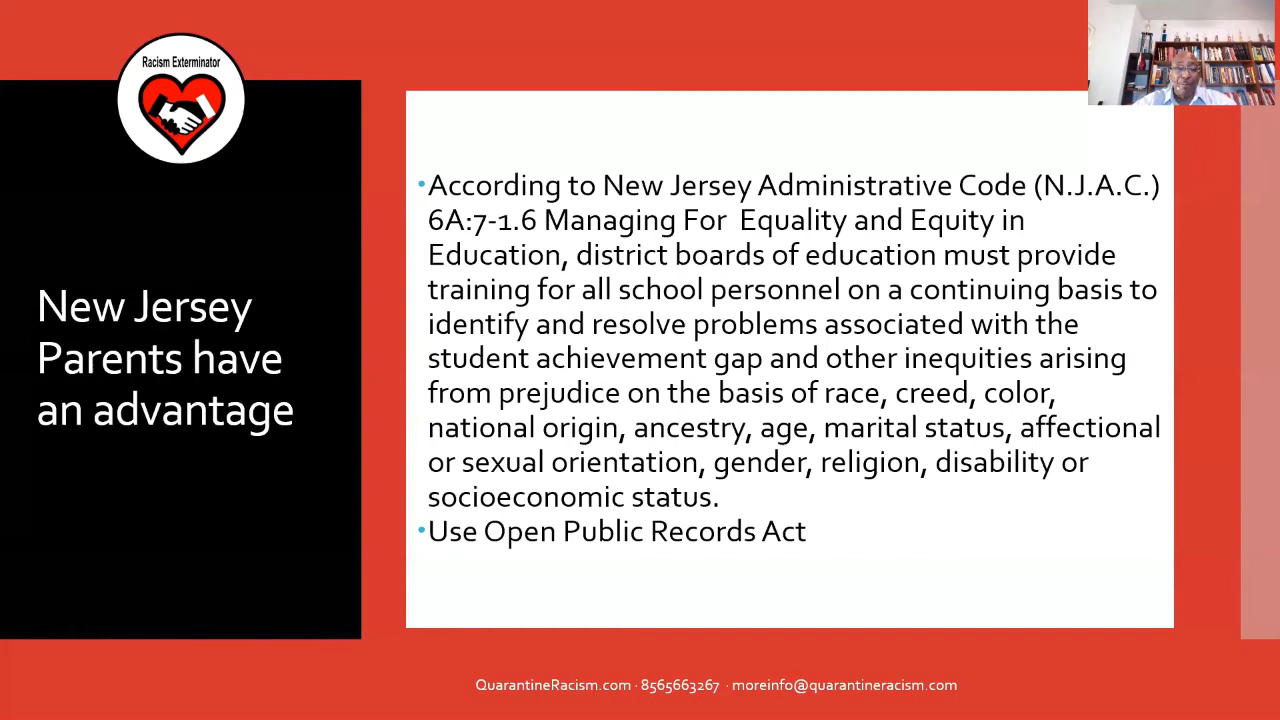 Racism Exterminator
New Jersey
Parents have
an advantage
•According to New Jersey Administrative Code (N.J.A.C.)
6A:7-1.6 Managing For Equality and Equity in
Education, district boards of education must provide
training for all school personnel on a continuing basis to
identify and resolve problems associated with the
student achievement gap and other inequities arising
from prejudice on the basis of race, creed, color,
national origin, ancestry, age, marital status, affectional
or sexual orientation, gender, religion, disability or
socioeconomic status.
•Use Open Public Records Act
QuarantineRacism.com · 8565663267 · moreinfo@quarantineracism.com